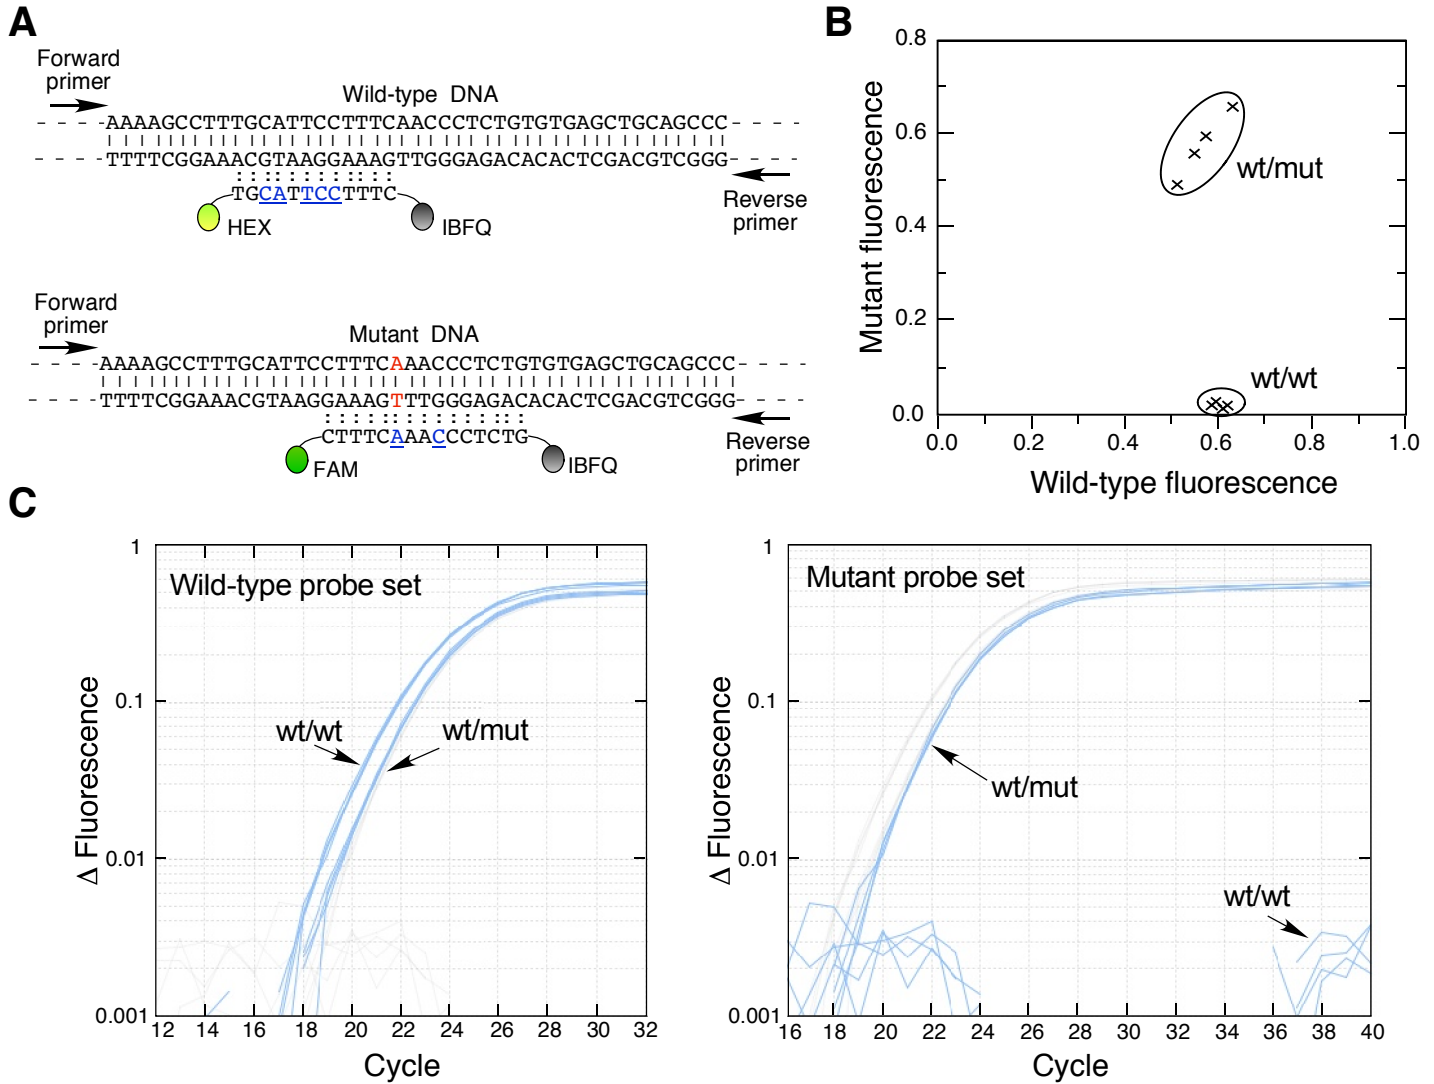 A
Forward
primer
Wild-type DNA
- - - - AAAAGCCTTTGCATTCCTTTCAACCCTCTGTGTGAGCTGCAGCCC - - - -
- - - - TTTTCGGAAACGTAAGGAAAGTTGGGAGACACACTCGACGTCGGG - - - -
TGCATTCCTTTC
HEX
IBFQ
Reverse
primer
Forward
primer
Mutant DNA
- - - - AAAAGCCTTTGCATTCCTTTCAAACCCTCTGTGTGAGCTGCAGCCC - - - -
- - - - TTTTCGGAAACGTAAGGAAAGTTTGGGAGACACACTCGACGTCGGG - - - -
CTTTCAAACCCTCTG
FAM
IBFQ
Reverse
primer
B
0.8
0.6
0.4
0.2
0.0
Mutant fluorescence
wt/mut
wt/wt
0.0 0.2 0.4 0.6 0.8 1.0
Wild-type fluorescence
C
1
0.1
0.01
0.001
Δ Fluorescence
Wild-type probe set
wt/wt
wt/mut
12 14 16 18 20 22 24 26 28 30 32
Cycle
1
0.1
0.01
0.001
Δ Fluorescence
Mutant probe set
wt/mut
wt/wt
16 18 20 22 24 26 28 30 32 34 36 38 40
Cycle